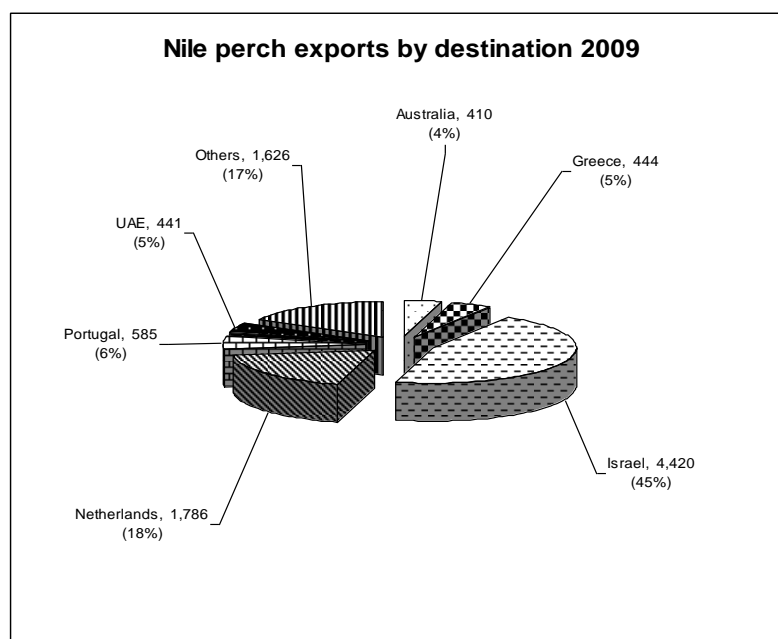 Nile perch exports by destination 2009
Australia, 410
(4%)
Greece, 444
(5%)
Israel, 4,420
(45%)
Netherlands, 1,786
(18%)
Portugal, 585
(6%)
UAE, 441
(5%)
Others, 1,626
(17%)